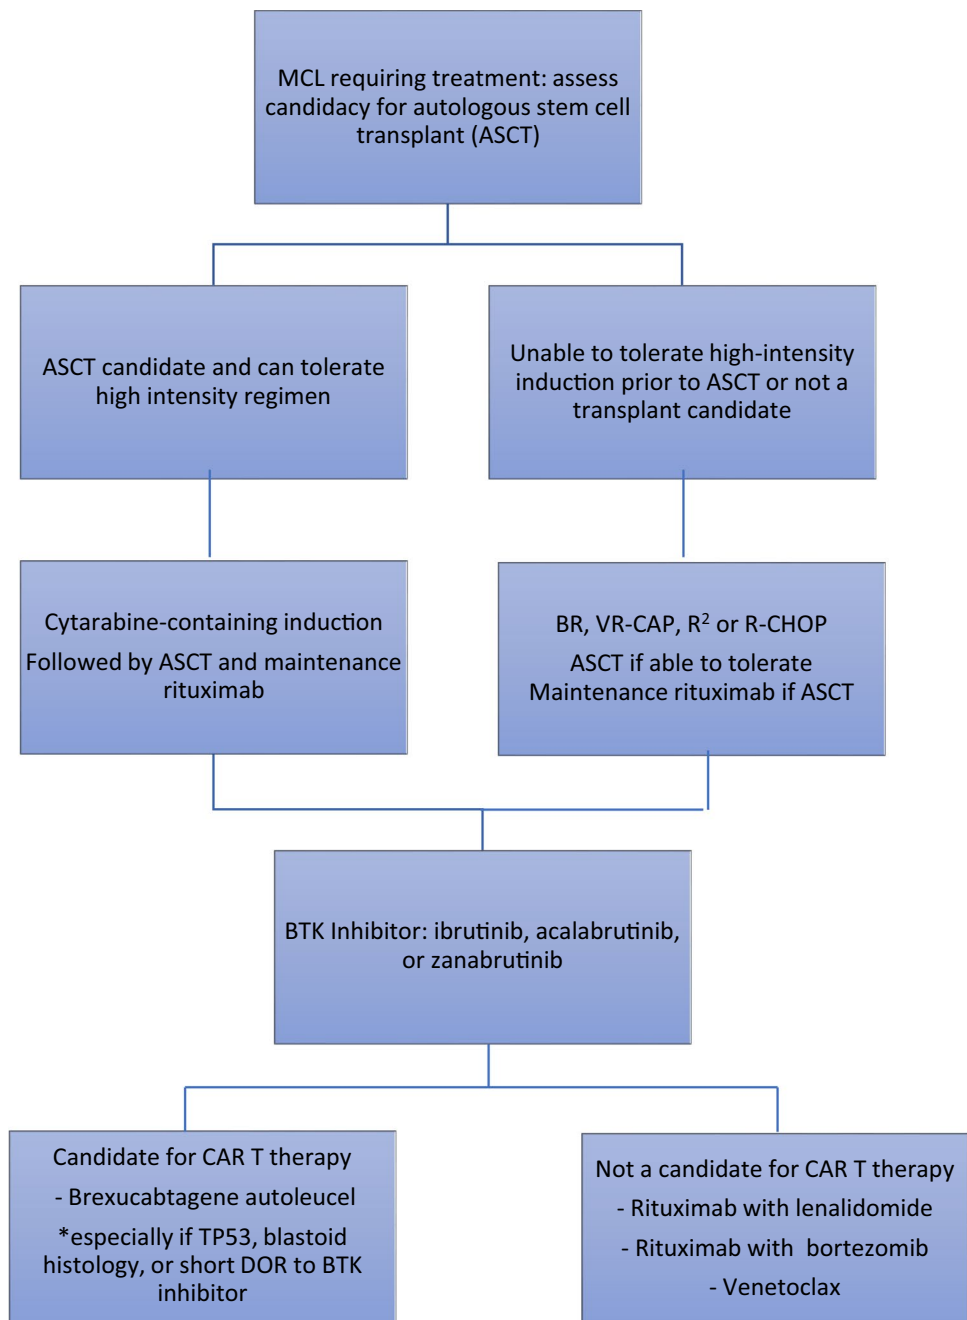 MCL requiring treatment: assess
candidacy for autologous stem cell
transplant (ASCT)
ASCT candidate and can tolerate
high intensity regimen
Unable to tolerate high-intensity
induction prior to ASCT or not a
transplant candidate
Cytarabine-containing induction
Followed by ASCT and maintenance
rituximab
BR, VR-CAP, R² or R-CHOP
ASCT if able to tolerate
Maintenance rituximab if ASCT
BTK Inhibitor: ibrutinib, acalabrutinib,
or zanabrutinib
Candidate for CAR T therapy
- Brexucabtagene autoleucel
*especially if TP53, blastoid
histology, or short DOR to BTK
inhibitor
Not a candidate for CAR T therapy
- Rituximab with lenalidomide
- Rituximab with bortezomib
- Venetoclax